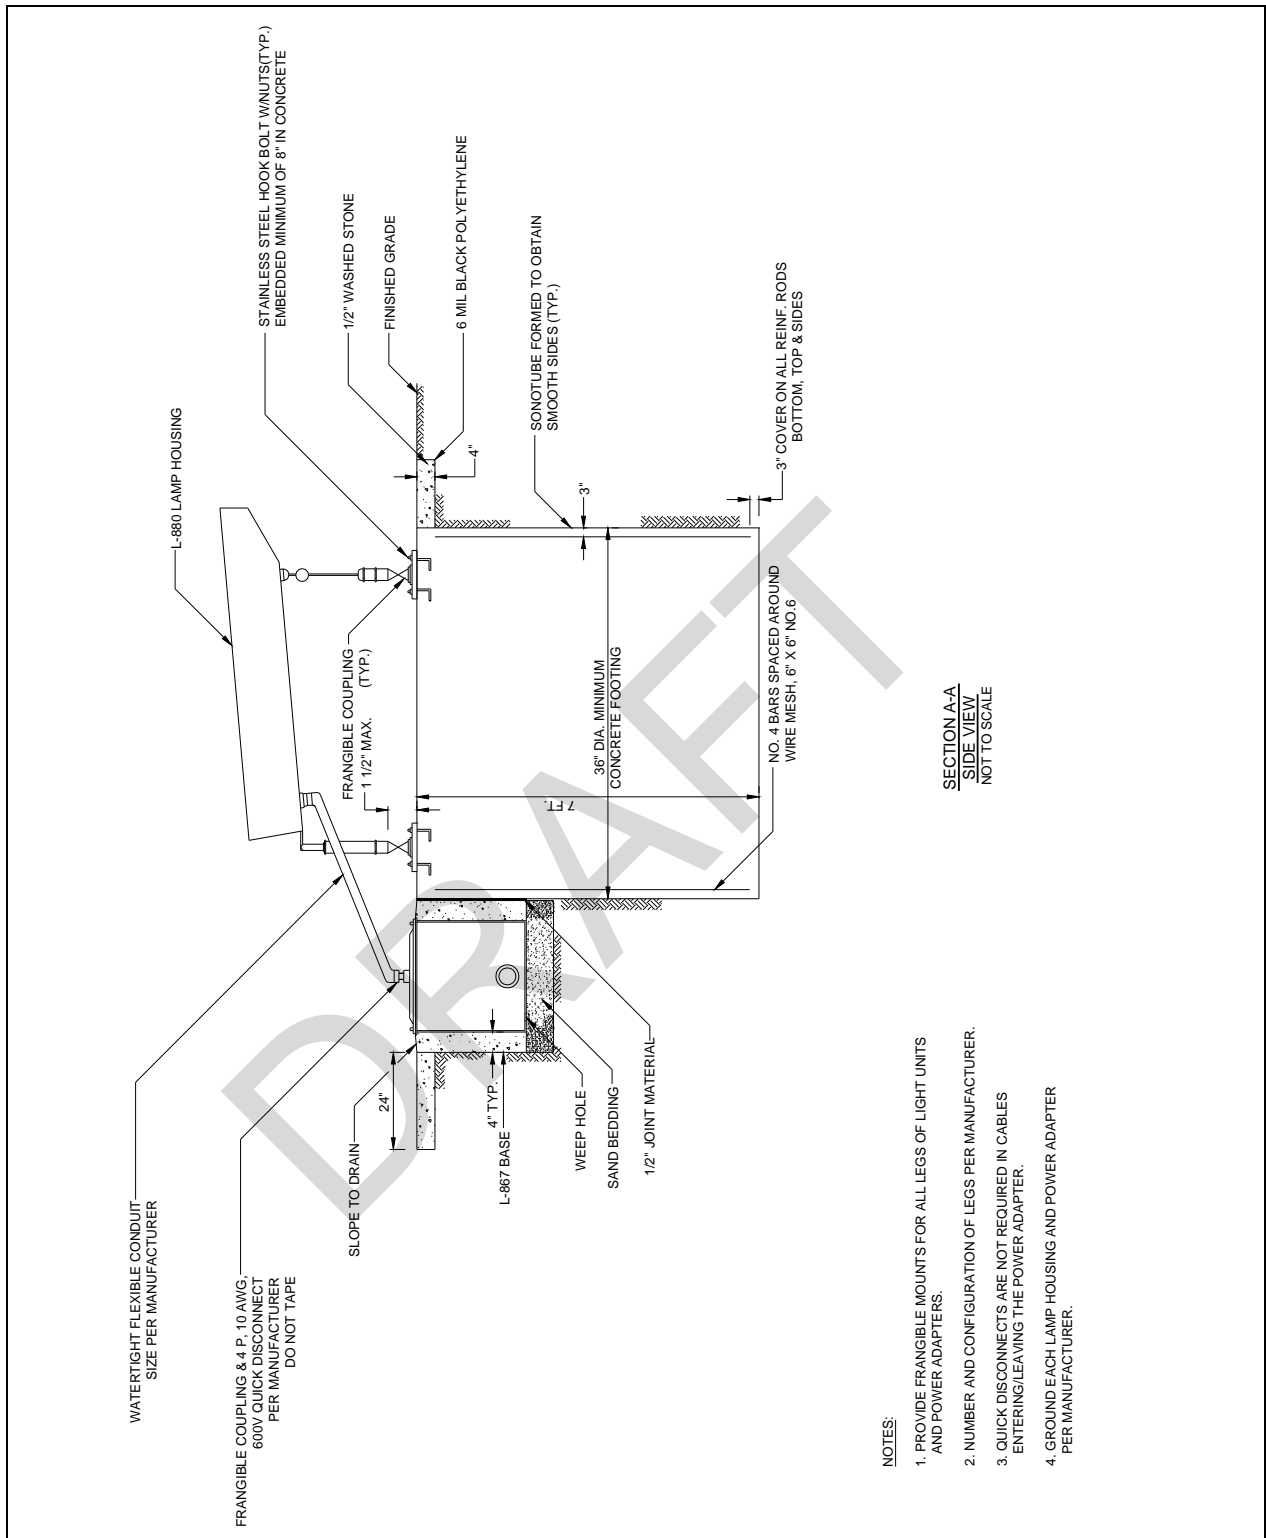 WATERTIGHT FLEXIBLE CONDUIT
SIZE PER MANUFACTURER
FRANGIBLE COUPLING & 4 P, 10 AWG,
600V QUICK DISCONNECT
PER MANUFACTURER
DO NOT TAPE
SLOPE TO DRAIN
24"
4" TYP.
L-867 BASE
WEEP HOLE
SAND BEDDING
1/2" JOINT MATERIAL
L-880 LAMP HOUSING
FRANGIBLE COUPLING
(TYP.)
1 1/2" MAX.
STAINLESS STEEL HOOK BOLT W/NUTS(TYP.)
EMBEDDED MINIMUM OF 8" IN CONCRETE
1/2" WASHED STONE
FINISHED GRADE
6 MIL BLACK POLYETHYLENE
4"
SONOTUBE FORMED TO OBTAIN
SMOOTH SIDES (TYP.)
3"
3" COVER ON ALL REINF. RODS
BOTTOM, TOP & SIDES
7 FT.
36" DIA. MINIMUM
CONCRETE FOOTING
NO. 4 BARS SPACED AROUND
WIRE MESH, 6" X 6" NO.6
DRAFT
SECTION A-A
SIDE VIEW
NOT TO SCALE
NOTES:
1. PROVIDE FRANGIBLE MOUNTS FOR ALL LEGS OF LIGHT UNITS
AND POWER ADAPTERS.
2. NUMBER AND CONFIGURATION OF LEGS PER MANUFACTURER.
3. QUICK DISCONNECTS ARE NOT REQUIRED IN CABLES
ENTERING/LEAVING THE POWER ADAPTER.
4. GROUND EACH LAMP HOUSING AND POWER ADAPTER
PER MANUFACTURER.